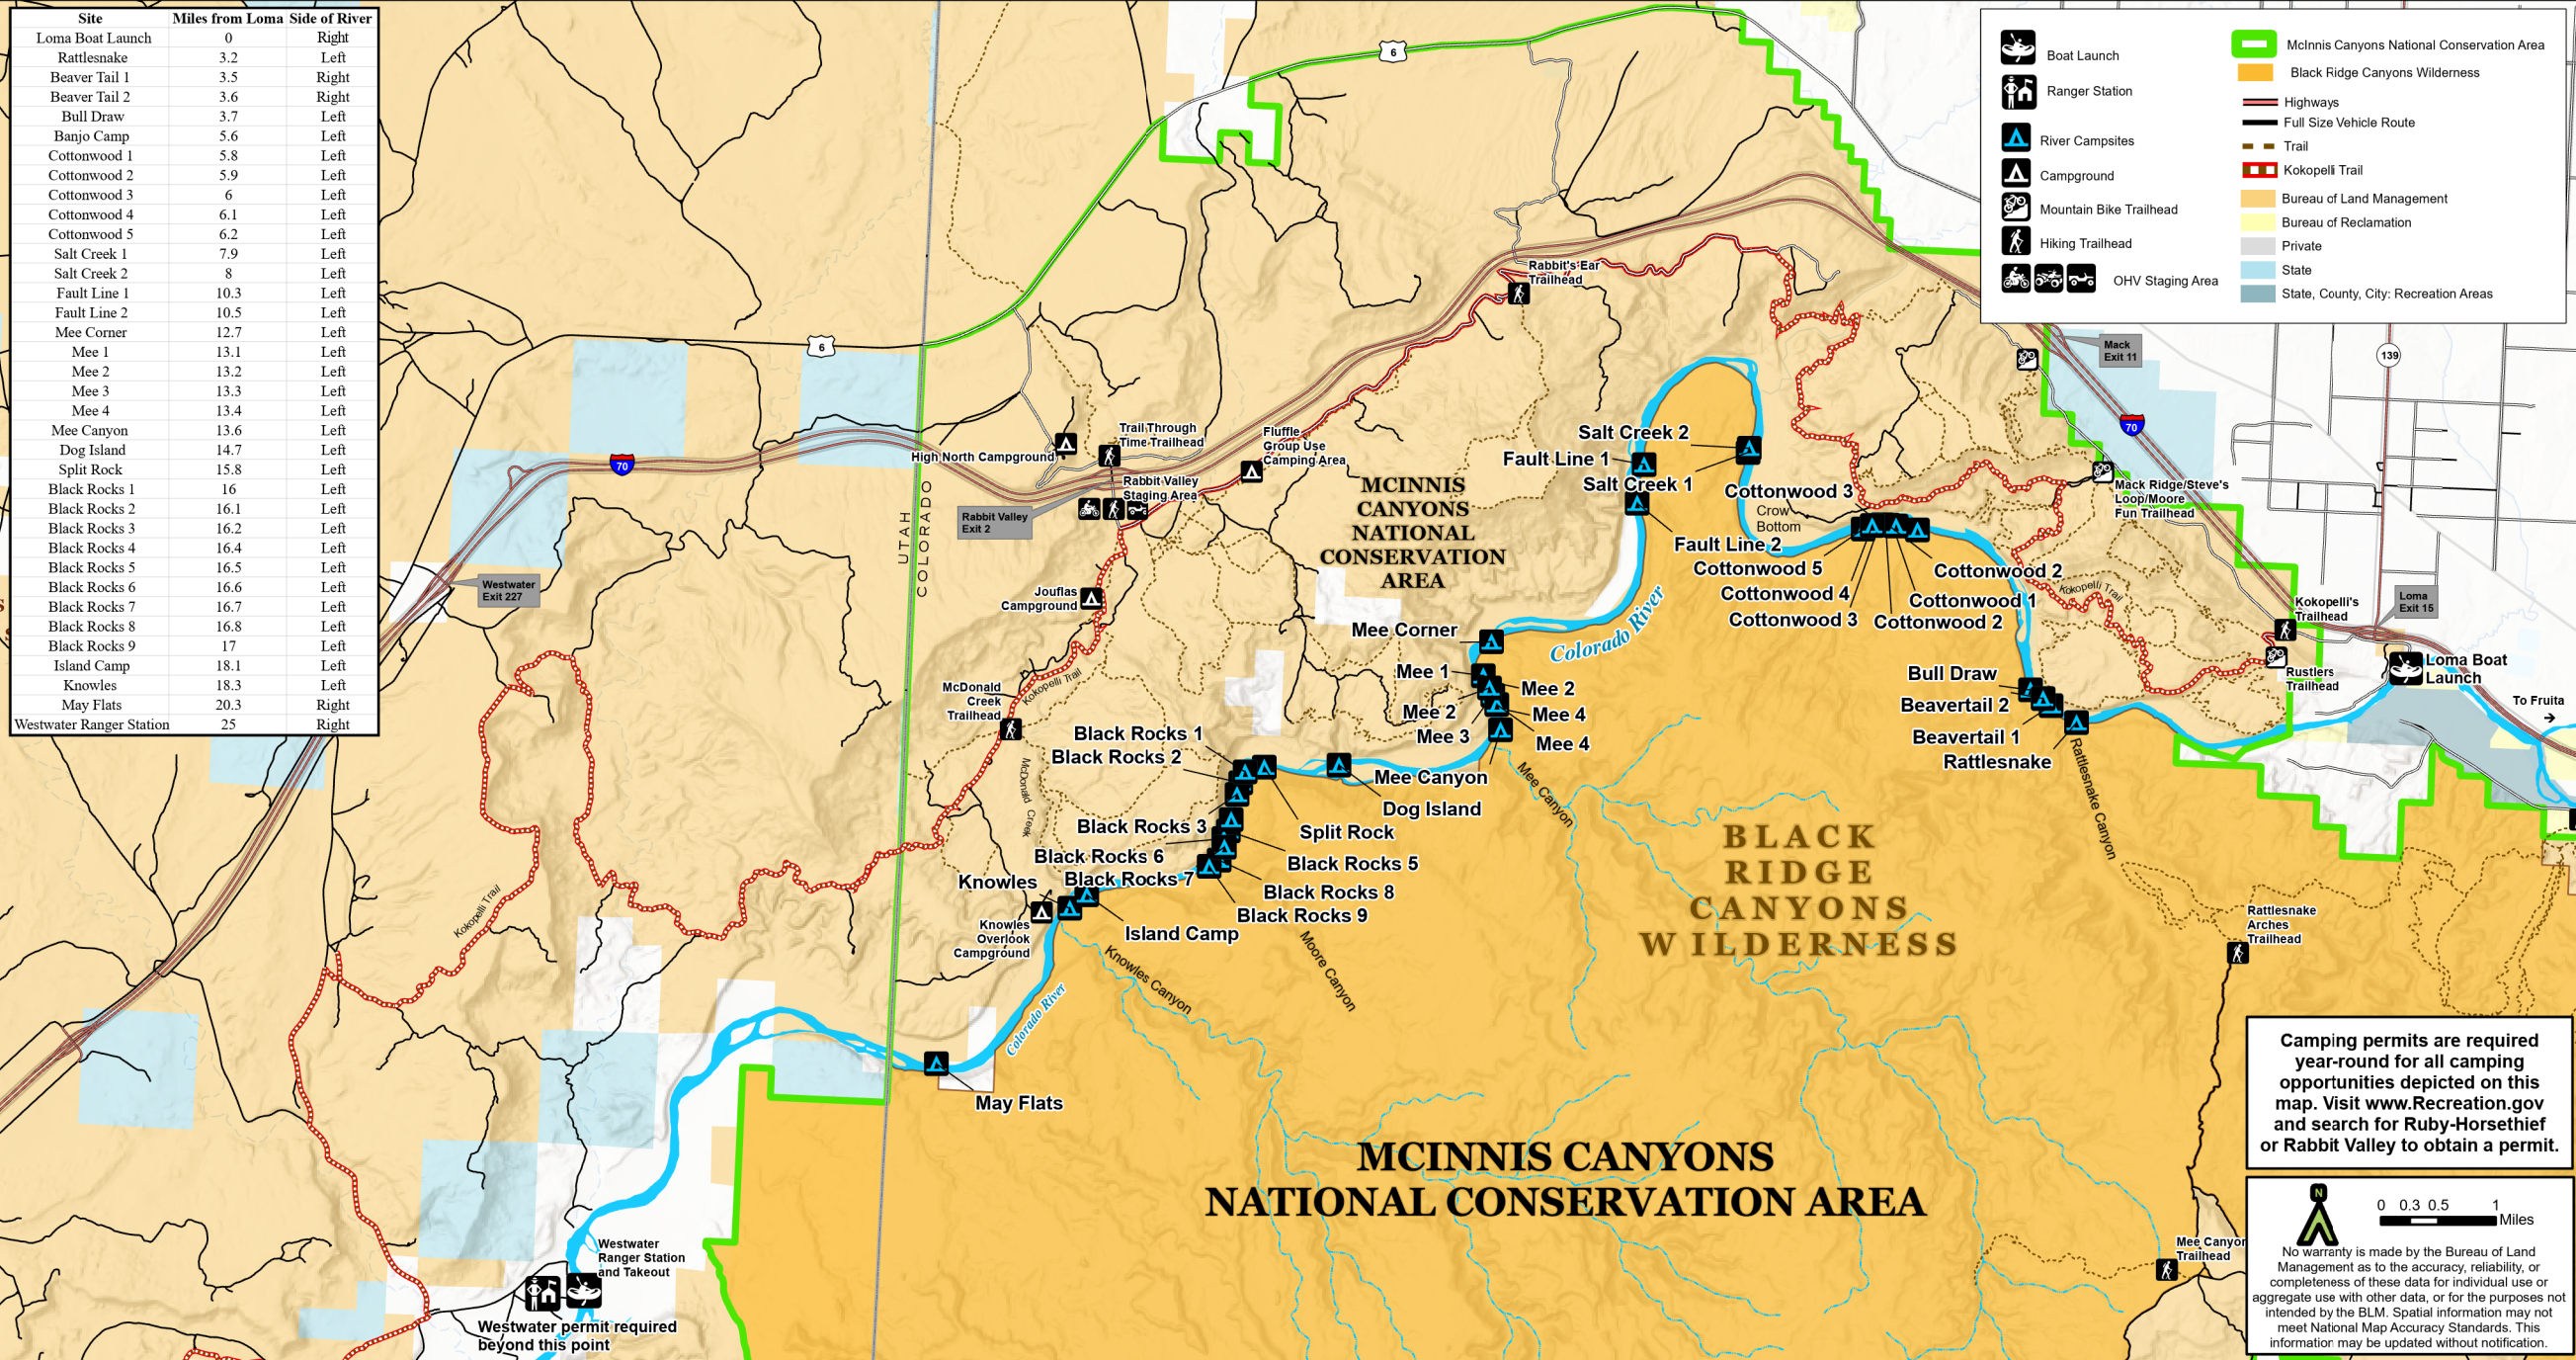 Site Miles from Loma Side of River
Loma Boat Launch 0 Right
Rattlesnake 3.2 Left
Beaver Tail 1 3.5 Right
Beaver Tail 2 3.6 Right
Bull Draw 3.7 Left
Banjo Camp 5.6 Left
Cottonwood 1 5.8 Left
Cottonwood 2 5.9 Left
Cottonwood 3 6 Left
Cottonwood 4 6.1 Left
Cottonwood 5 6.2 Left
Salt Creek 1 7.9 Left
Salt Creek 2 8 Left
Fault Line 1 10.3 Left
Fault Line 2 10.5 Left
Mee Corner 12.7 Left
Mee 1 13.1 Left
Mee 2 13.2 Left
Mee 3 13.3 Left
Mee 4 13.4 Left
Mee Canyon 13.6 Left
Dog Island 14.7 Left
Split Rock 15.8 Left
Black Rocks 1 16 Left
Black Rocks 2 16.1 Left
Black Rocks 3 16.2 Left
Black Rocks 4 16.4 Left
Black Rocks 5 16.5 Left
Black Rocks 6 16.6 Left
Black Rocks 7 16.7 Left
Black Rocks 8 16.8 Left
Black Rocks 9 17 Left
Island Camp 18.1 Left
Knowles 18.3 Left
May Flats 20.3 Right
Westwater Ranger Station 25 Right
Boat Launch
Ranger Station
River Campsites
Campground
Mountain Bike Trailhead
Hiking Trailhead
OHV Staging Area
McInnis Canyons National Conservation Area
Black Ridge Canyons Wilderness
Highways
Full Size Vehicle Route
Trail
Kokopelli Trail
Bureau of Land Management
Bureau of Reclamation
Private
State
State, County, City: Recreation Areas
6
6
70
70
139
Mack
Exit 11
Loma
Exit 15
Rabbit Valley
Exit 2
Westwater
Exit 227
UTAH
COLORADO
Rabbit's Ear
Trailhead
Trail Through
Time Trailhead
High North Campground
Fluffle
Group Use
Camping Area
Rabbit Valley
Staging Area
Jouflas
Campground
McDonald
Creek
Trailhead
Kokopelli Trail
McDonald Creek
MCINNIS
CANYONS
NATIONAL
CONSERVATION
AREA
Salt Creek 2
Fault Line 1
Salt Creek 1
Fault Line 2
Cottonwood 3
Crow
Bottom
Cottonwood 5
Cottonwood 4
Cottonwood 3
Cottonwood 2
Cottonwood 1
Cottonwood 2
Mack Ridge/Steve's
Loop/Moore
Fun Trailhead
Kokopelli Trail
Kokopelli's
Trailhead
Rustlers
Trailhead
Loma Boat
Launch
To Fruita
Bull Draw
Beavertail 2
Beavertail 1
Rattlesnake
Rattlesnake Canyon
Colorado River
Mee Corner
Mee 1
Mee 2
Mee 2
Mee 4
Mee 3
Mee 4
Mee Canyon
Mee Canyon
Dog Island
Split Rock
Black Rocks 1
Black Rocks 2
Black Rocks 3
Black Rocks 6
Black Rocks 5
Black Rocks 7
Black Rocks 8
Black Rocks 9
Knowles
Knowles
Overlook
Campground
Island Camp
Knowles Canyon
Moore Canyon
Colorado River
Kokopelli Trail
May Flats
BLACK
RIDGE
CANYONS
WILDERNESS
MCINNIS CANYONS
NATIONAL CONSERVATION AREA
Rattlesnake
Arches
Trailhead
Mee Canyon
Trailhead
Westwater
Ranger Station
and Takeout
Westwater permit required
beyond this point
Camping permits are required
year-round for all camping
opportunities depicted on this
map. Visit www.Recreation.gov
and search for Ruby-Horsethief
or Rabbit Valley to obtain a permit.
N
0 0.3 0.5 1
Miles
No warranty is made by the Bureau of Land
Management as to the accuracy, reliability, or
completeness of these data for individual use or
aggregate use with other data, or for the purposes not
intended by the BLM. Spatial information may not
meet National Map Accuracy Standards. This
information may be updated without notification.